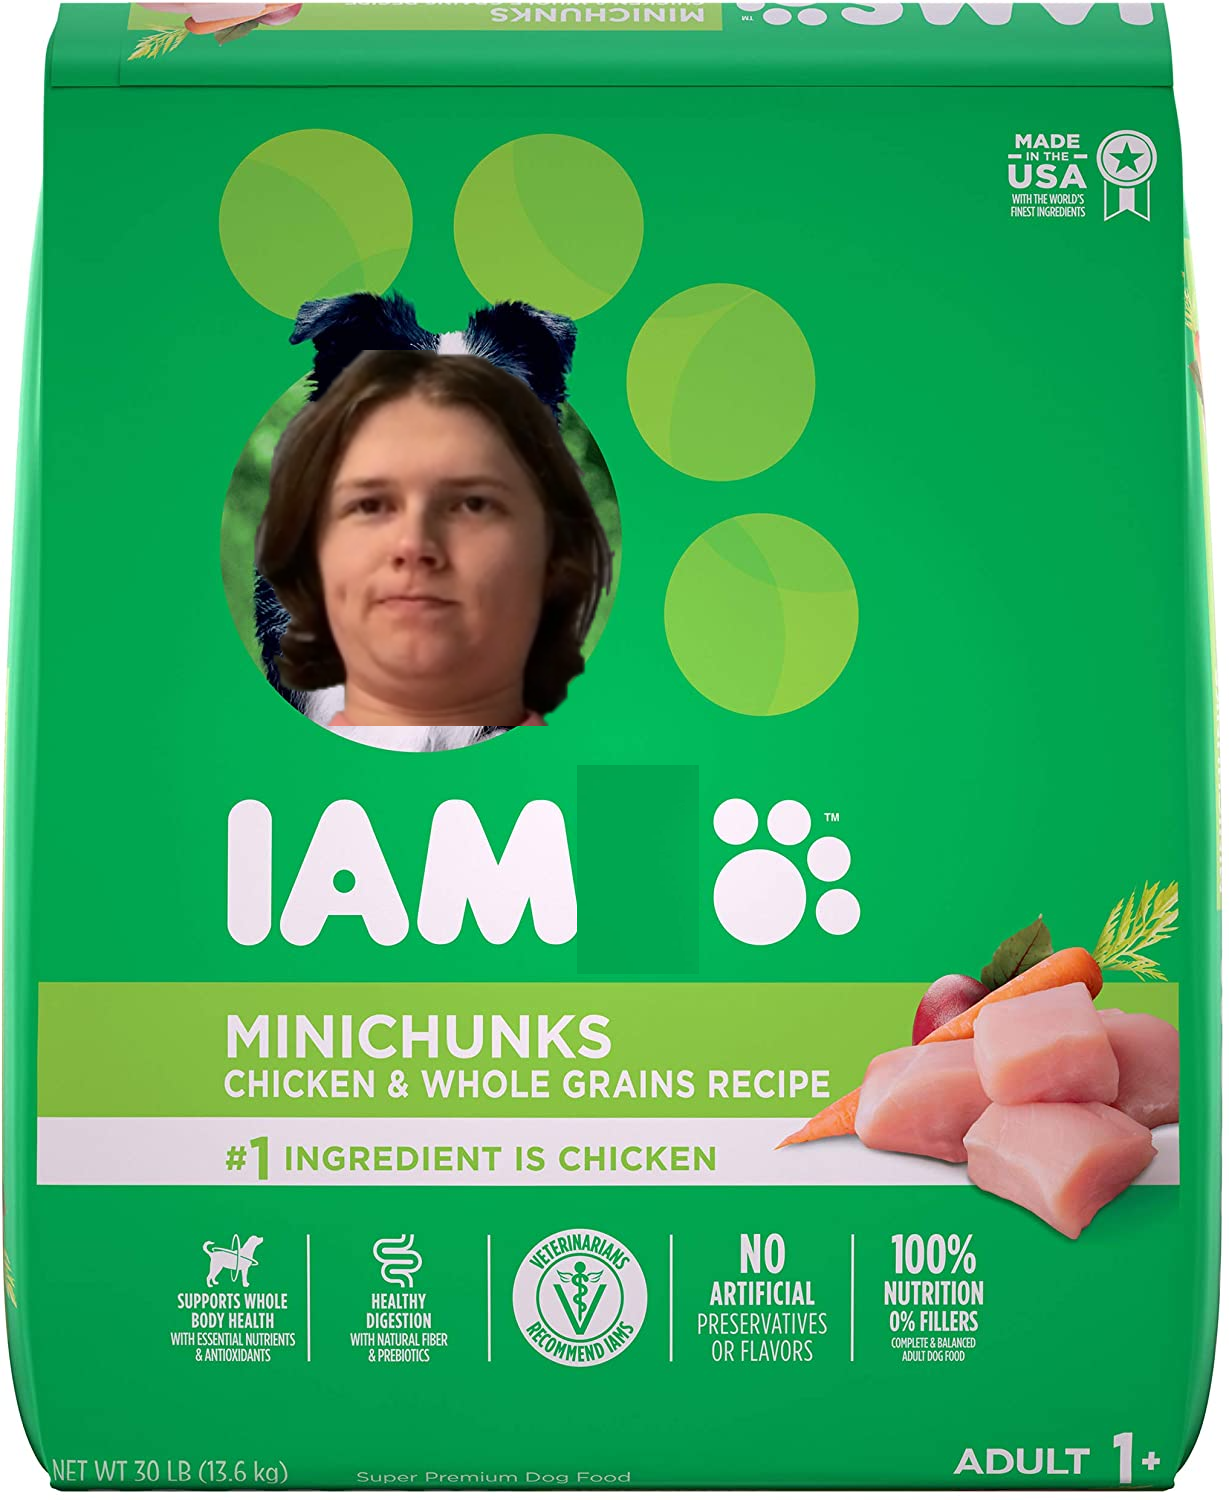 IAMS™
MINICHUNKS
MADE
IN THE
USA
WITH THE WORLD'S
FINEST INGREDIENTS
IAM ™
MINICHUNKS
CHICKEN & WHOLE GRAINS RECIPE
#1 INGREDIENT IS CHICKEN
SUPPORTS WHOLE
BODY HEALTH
WITH ESSENTIAL NUTRIENTS
& ANTIOXIDANTS
HEALTHY
DIGESTION
WITH NATURAL FIBER
& PREBIOTICS
VETERINARIANS
RECOMMEND IAMS
NO
ARTIFICIAL
PRESERVATIVES
OR FLAVORS
100%
NUTRITION
0% FILLERS
COMPLETE & BALANCED
ADULT DOG FOOD
NET WT 30 LB (13.6 kg)
Super Premium Dog Food
ADULT 1+